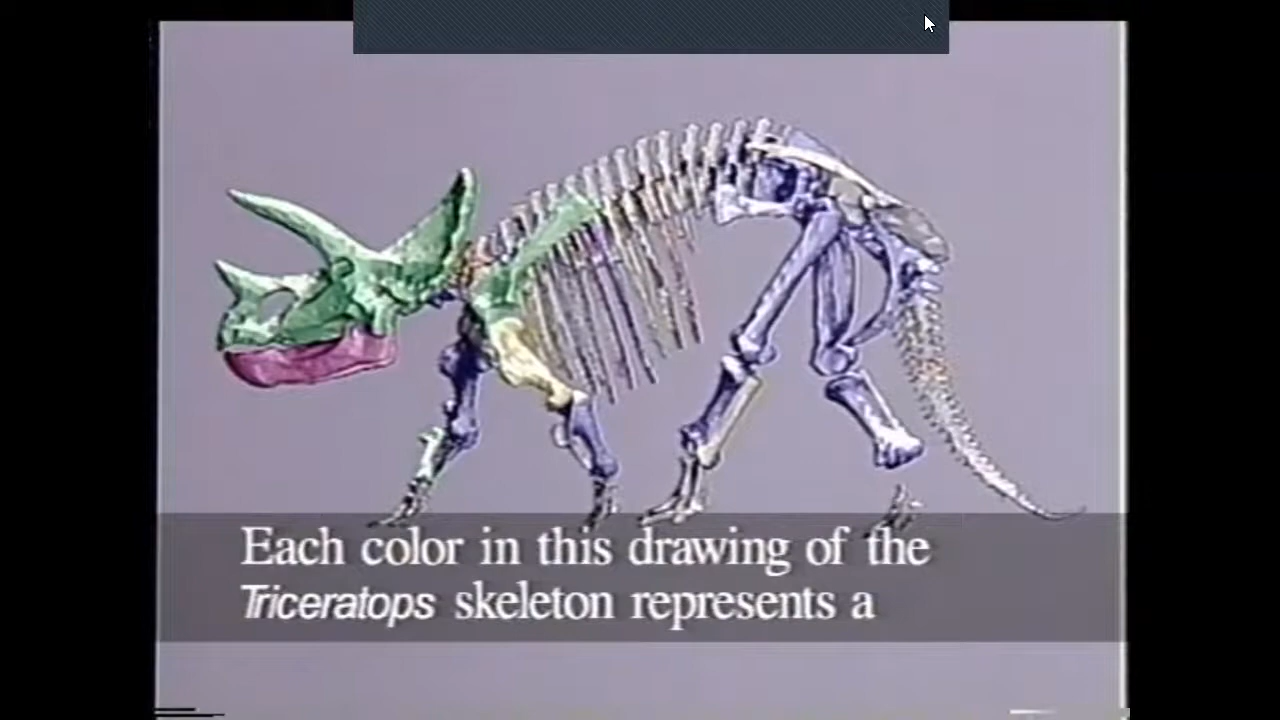 Each color in this drawing of the
Triceratops skeleton represents a